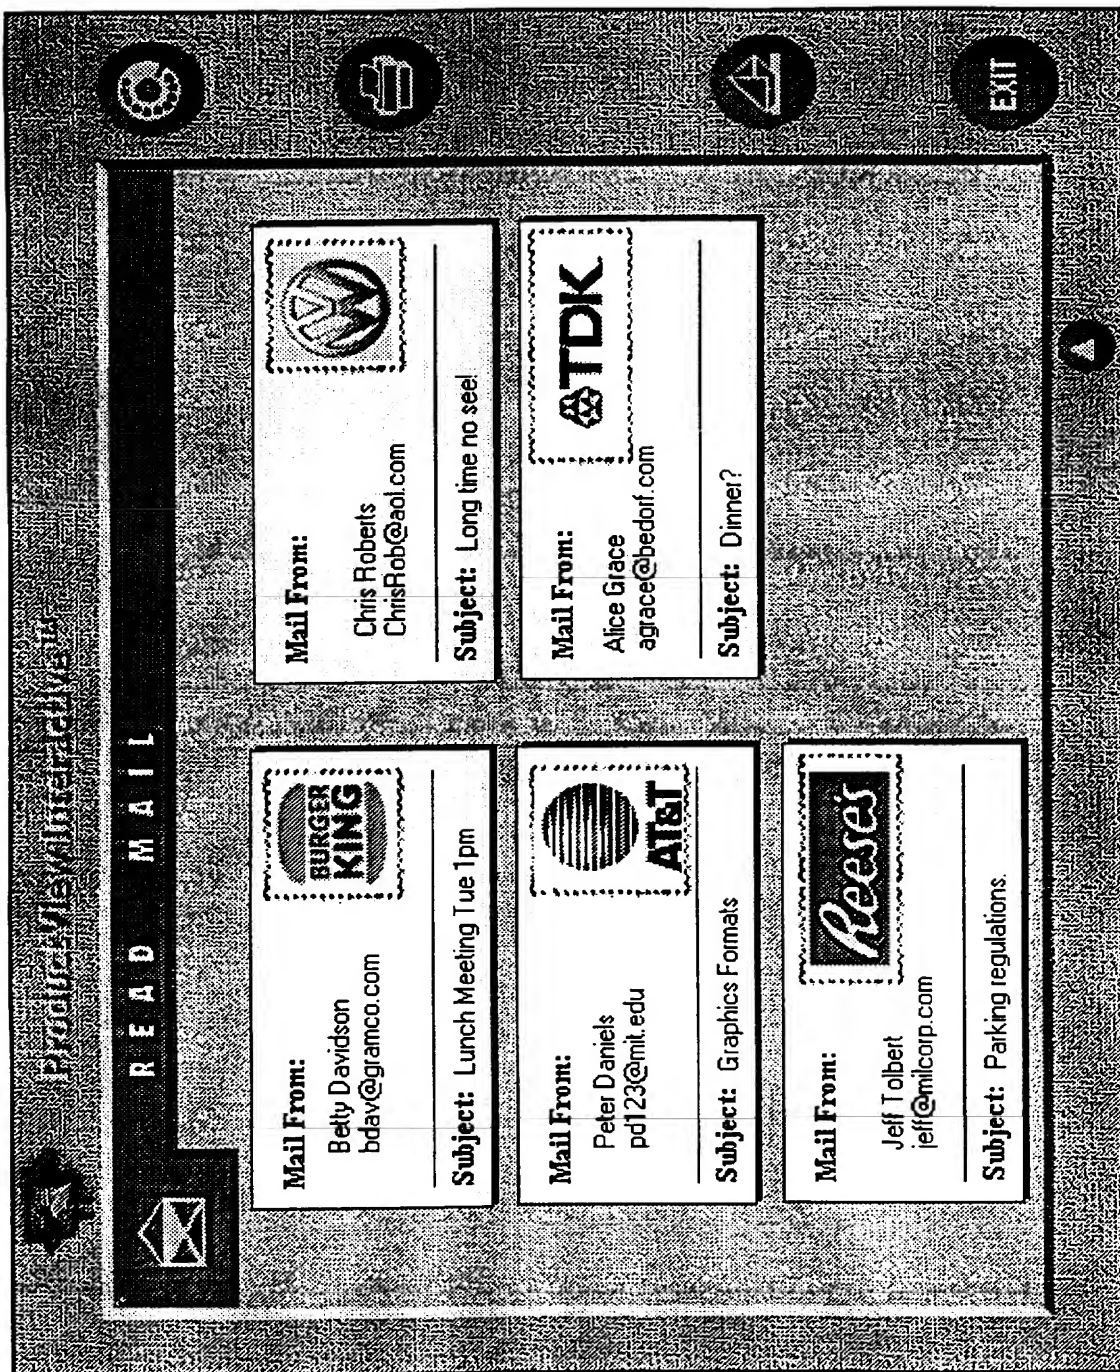 ProductViewInteractive™
READ MAIL
Mail From:
BURGER
KING
Betty Davidson
bdav@gramco.com
Subject: Lunch Meeting Tue 1pm
Mail From:
Chris Roberts
ChrisRob@aol.com
Subject: Long time no see!
Mail From:
AT&T
Peter Daniels
pd123@mit.edu
Subject: Graphics Formats
Mail From:
TDK
Alice Grace
agrace@bedorf.com
Subject: Dinner?
Mail From:
Reese's
Jeff Tolbert
jeff@milcorp.com
Subject: Parking regulations.
EXIT